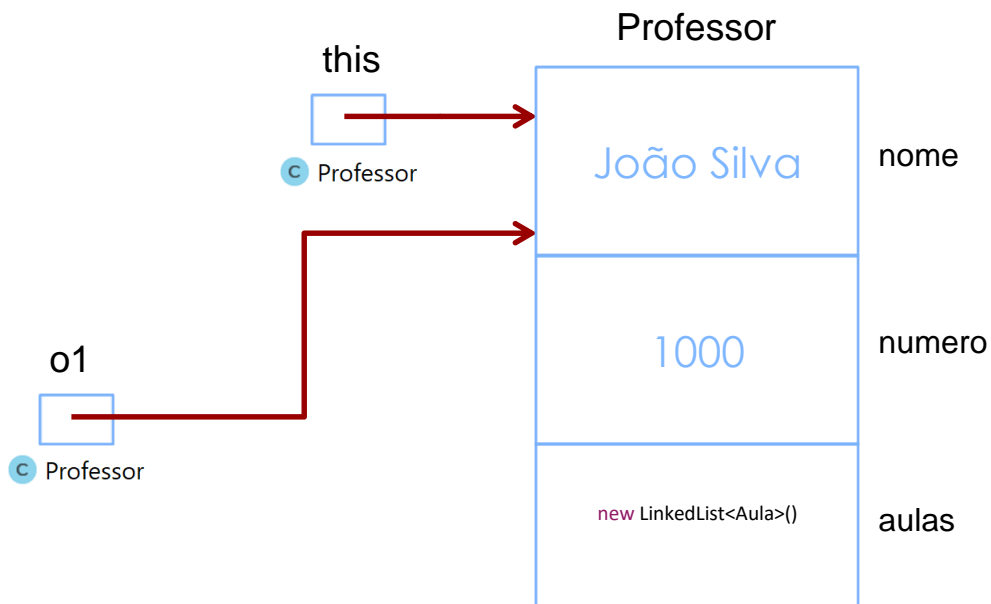 Professor
this
João Silva
nome
C Professor
o1
1000
numero
C Professor
new LinkedList<Aula>()
aulas